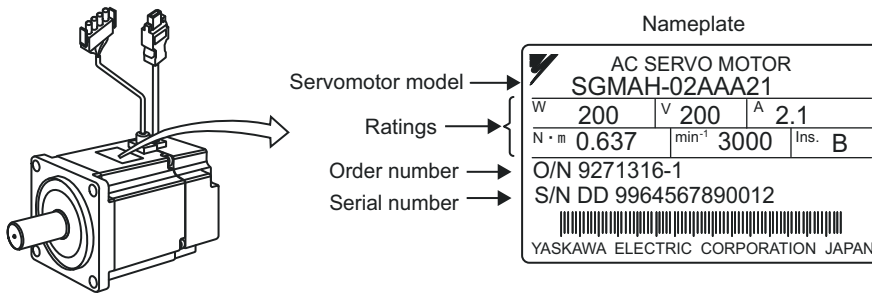 Nameplate
AC SERVO MOTOR
Servomotor model
SGMAH-02AAA21
Ratings
W 200 V 200 A 2.1
N・m 0.637 min-1 3000 Ins. B
Order number
O/N 9271316-1
Serial number
S/N DD 9964567890012
YASKAWA ELECTRIC CORPORATION JAPAN